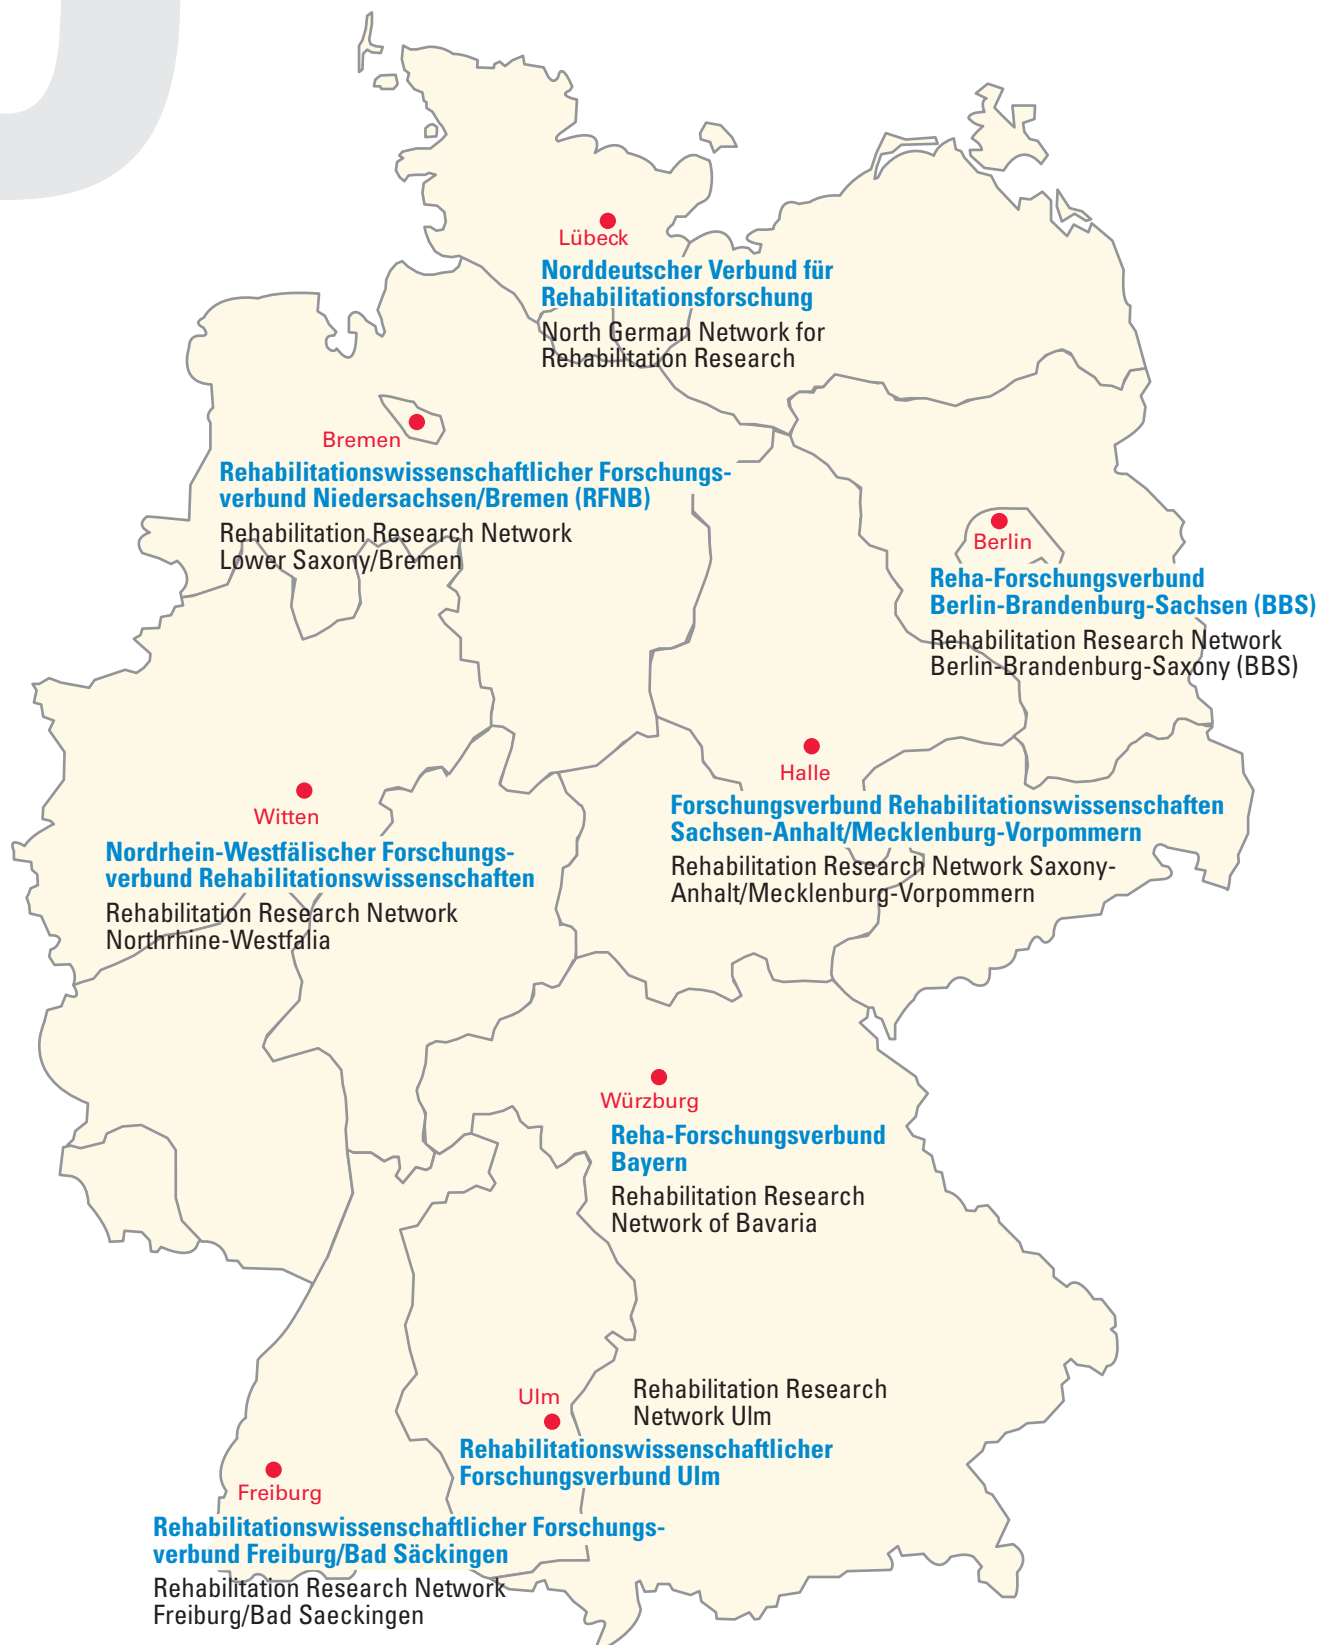 Lübeck
Norddeutscher Verbund für
Rehabilitationsforschung
North German Network for
Rehabilitation Research
Bremen
Rehabilitationswissenschaftlicher Forschungs-
verbund Niedersachsen/Bremen (RFNB)
Rehabilitation Research Network
Lower Saxony/Bremen
Berlin
Reha-Forschungsverbund
Berlin-Brandenburg-Sachsen (BBS)
Rehabilitation Research Network
Berlin-Brandenburg-Saxony (BBS)
Halle
Forschungsverbund Rehabilitationswissenschaften
Sachsen-Anhalt/Mecklenburg-Vorpommern
Rehabilitation Research Network Saxony-
Anhalt/Mecklenburg-Vorpommern
Witten
Nordrhein-Westfälischer Forschungs-
verbund Rehabilitationswissenschaften
Rehabilitation Research Network
Northrhine-Westfalia
Würzburg
Reha-Forschungsverbund
Bayern
Rehabilitation Research
Network of Bavaria
Ulm
Rehabilitation Research
Network Ulm
Rehabilitationswissenschaftlicher
Forschungsverbund Ulm
Freiburg
Rehabilitationswissenschaftlicher Forschungs-
verbund Freiburg/Bad Säckingen
Rehabilitation Research Network
Freiburg/Bad Saeckingen